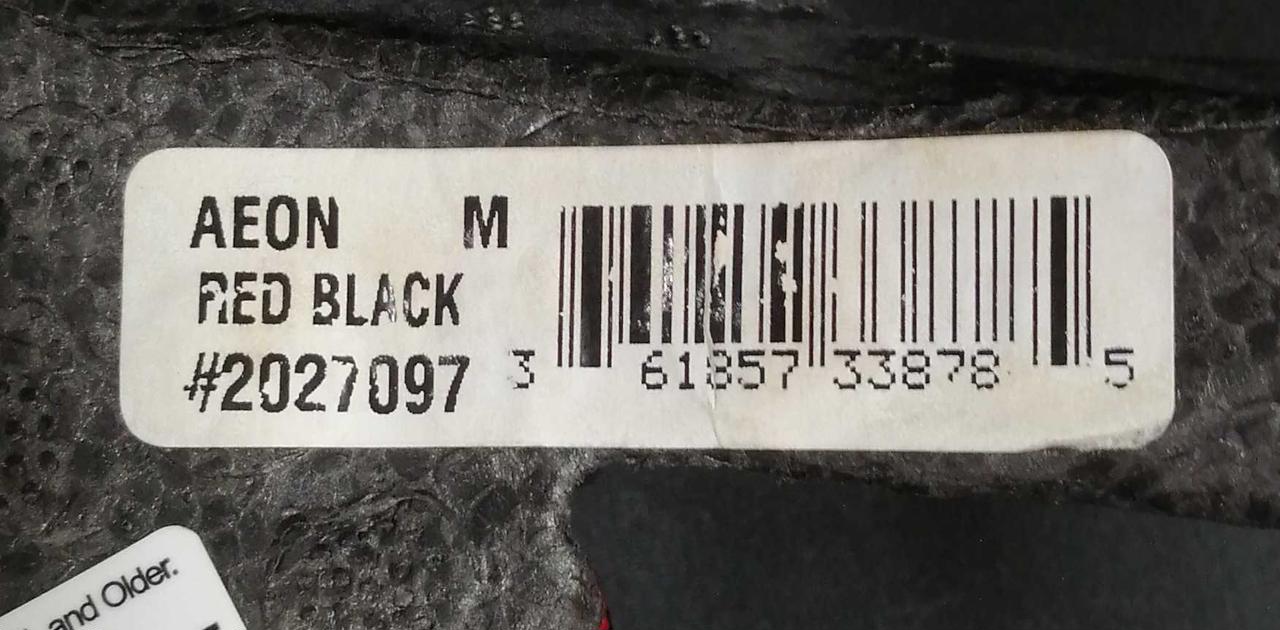 AEON M
RED BLACK
#2027097
3 61857 33878 5
and Older.